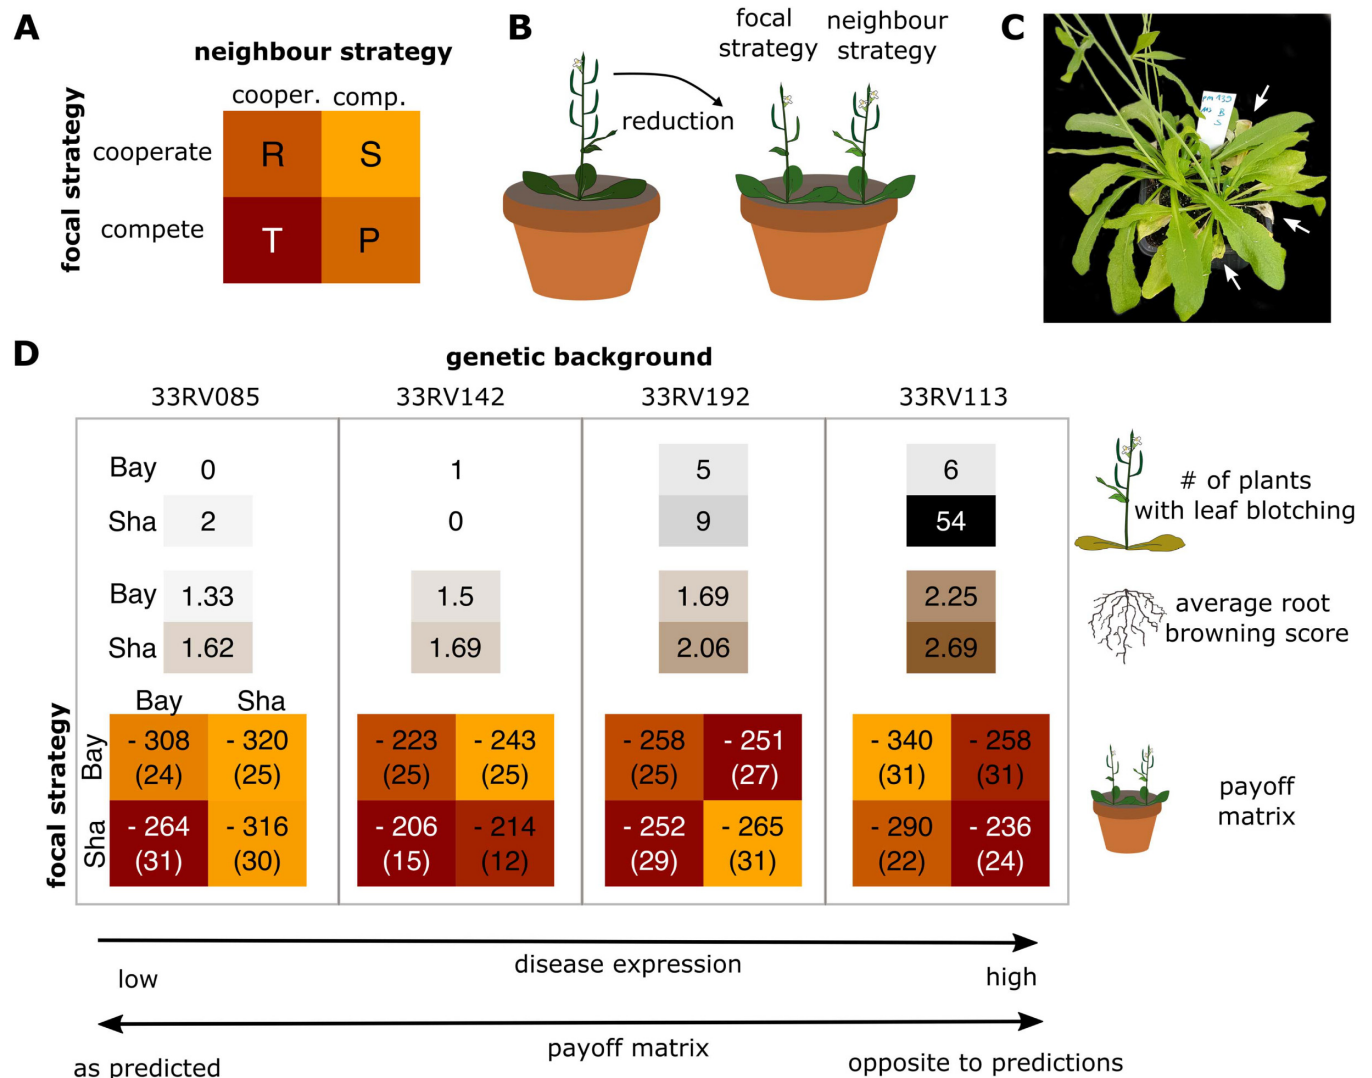 A
neighbour strategy
cooper. comp.
focal strategy
cooperate R S
compete T P
B
focal
strategy
neighbour
strategy
reduction
C
D
genetic background
33RV085 33RV142 33RV192 33RV113
Bay 0 1 5 6
Sha 2 0 9 54
# of plants
with leaf blotching
Bay 1.33 1.5 1.69 2.25
Sha 1.62 1.69 2.06 2.69
average root
browning score
Bay Sha
focal strategy
Bay - 308 - 320 - 223 - 243 - 258 - 251 - 340 - 258
(24) (25) (25) (25) (25) (27) (31) (31)
Sha - 264 - 316 - 206 - 214 - 252 - 265 - 290 - 236
(31) (30) (15) (12) (29) (31) (22) (24)
payoff
matrix
low disease expression high
as predicted payoff matrix opposite to predictions